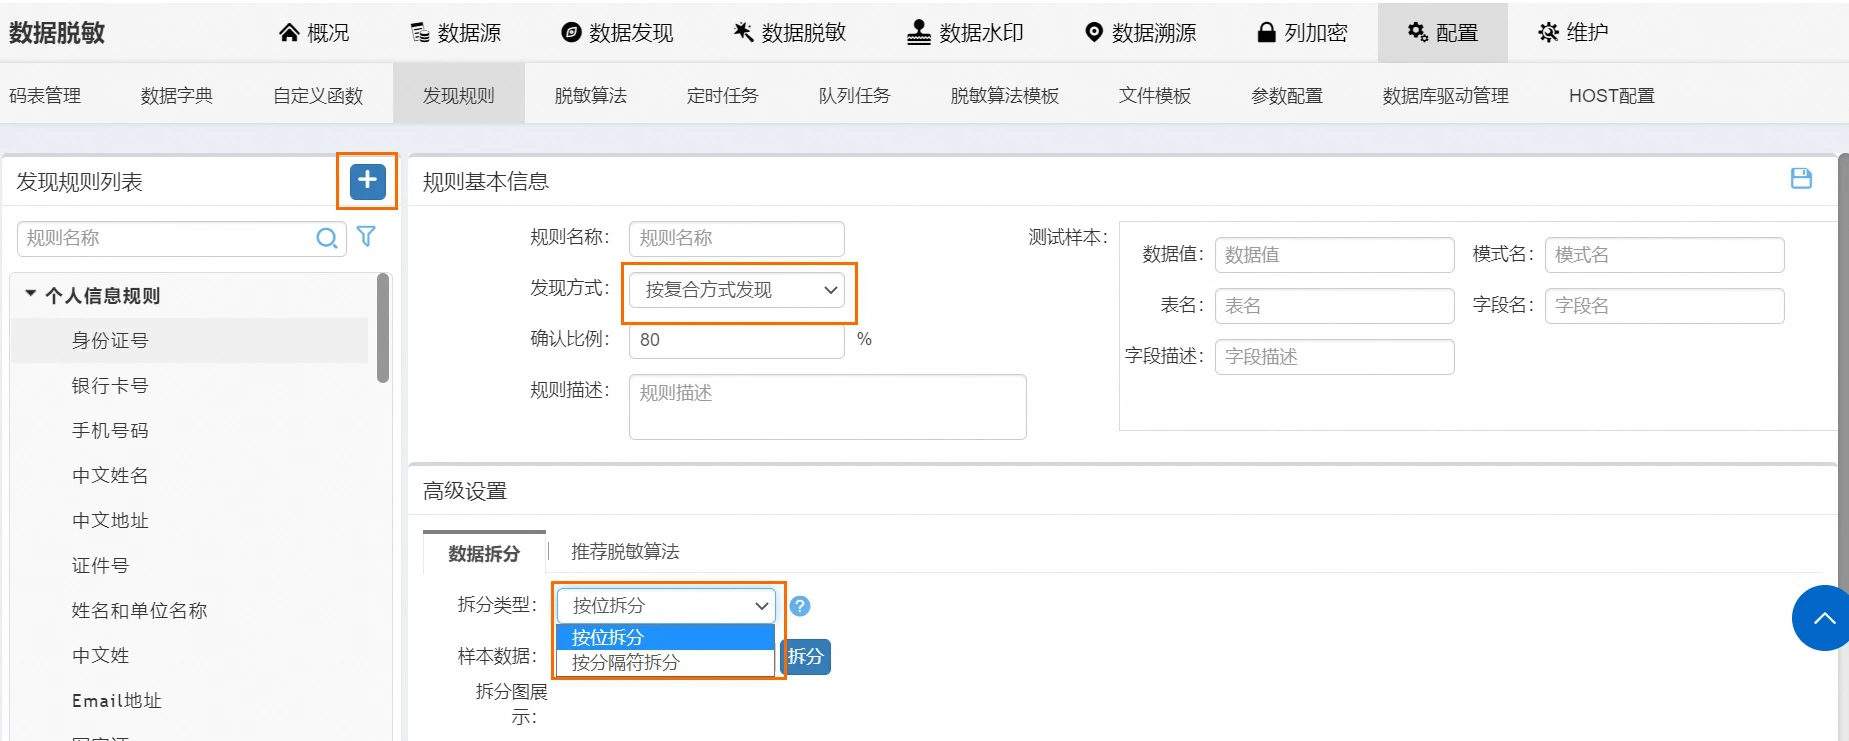 数据脱敏 概况 数据源 数据发现 数据脱敏 数据水印 数据溯源 列加密 配置 维护
码表管理 数据字典 自定义函数 发现规则 脱敏算法 定时任务 队列任务 脱敏算法模板 文件模板 参数配置 数据库驱动管理 HOST配置
发现规则列表
规则名称
个人信息规则
身份证号
银行卡号
手机号码
中文姓名
中文地址
证件号
姓名和单位名称
中文姓
Email地址
规则基本信息
规则名称: 规则名称
发现方式: 按复合方式发现
确认比例: 80 %
规则描述: 规则描述
测试样本:
数据值: 数据值 模式名: 模式名
表名: 表名 字段名: 字段名
字段描述: 字段描述
高级设置
数据拆分 推荐脱敏算法
拆分类型: 按位拆分 ?
按位拆分
按分隔符拆分
样本数据: 拆分
拆分图展
示: